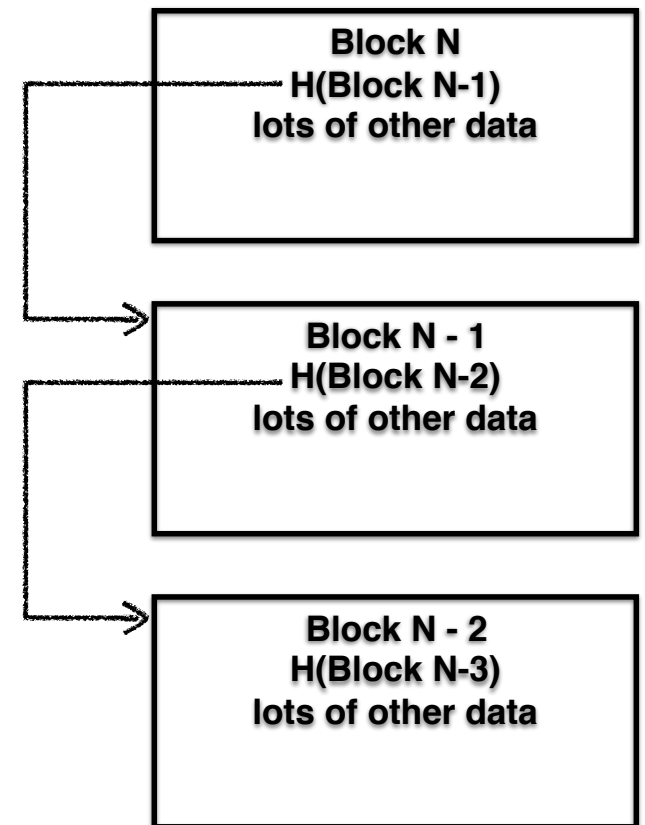 Block N
H(Block N-1)
lots of other data
Block N - 1
H(Block N-2)
lots of other data
Block N - 2
H(Block N-3)
lots of other data